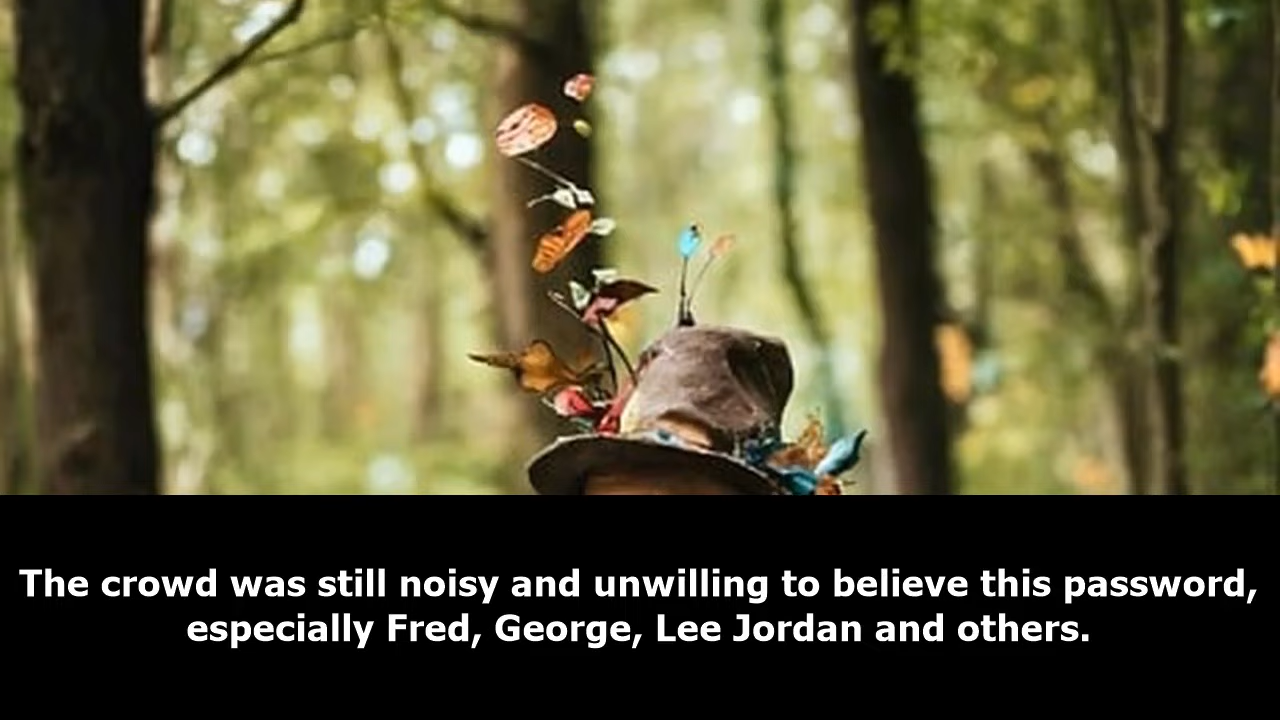 The crowd was still noisy and unwilling to believe this password,
especially Fred, George, Lee Jordan and others.